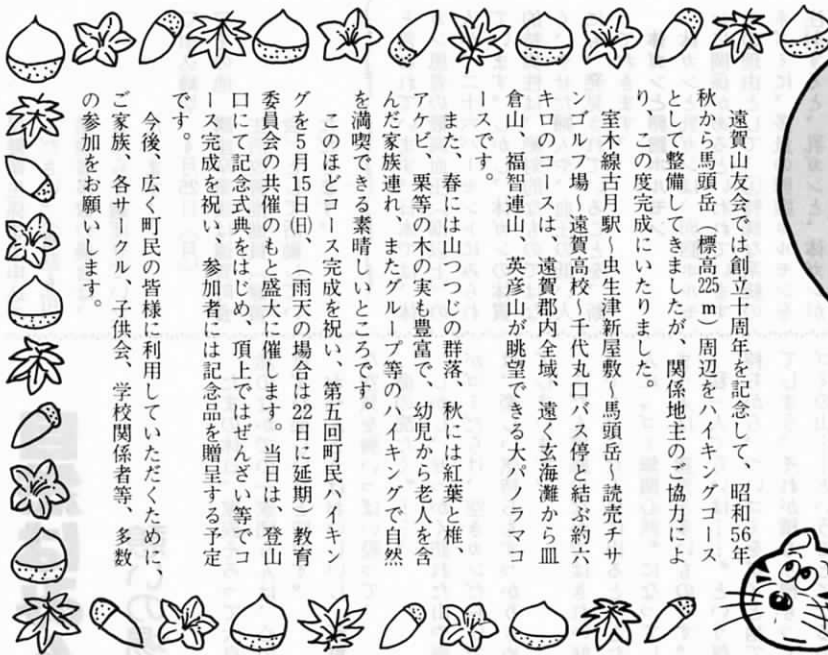 遠賀山友会では創立十周年を記念して、昭和56年
秋から馬頭岳（標高225m）周辺をハイキングコース
として整備してきましたが、関係地主のご協力によ
り、この度完成にいたりました。
室木線古月駅～虫生津新屋敷～馬頭岳～読売チサ
ンゴルフ場～遠賀高校～千代丸口バス停と結ぶ約六
キロのコースは、遠賀郡内全域、遠く玄海灘から皿
倉山、福智連山、英彦山が眺望できる大パノラマコ
ースです。
また、春には山つつじの群落、秋には紅葉と椎、
アケビ、栗等の木の実も豊富で、幼児から老人を含
んだ家族連れ、またグループ等のハイキングで自然
を満喫できる素晴しいところです。
このほどコース完成を祝い、第五回町民ハイキン
グを5月15日(日)、（雨天の場合は22日に延期）教育
委員会の共催のもと盛大に催します。当日は、登山
口にて記念式典をはじめ、頂上ではぜんざい等でコ
ース完成を祝い、参加者には記念品を贈呈する予定
です。
今後、広く町民の皆様に利用していただくために、
ご家族、各サークル、子供会、学校関係者等、多数
の参加をお願いします。